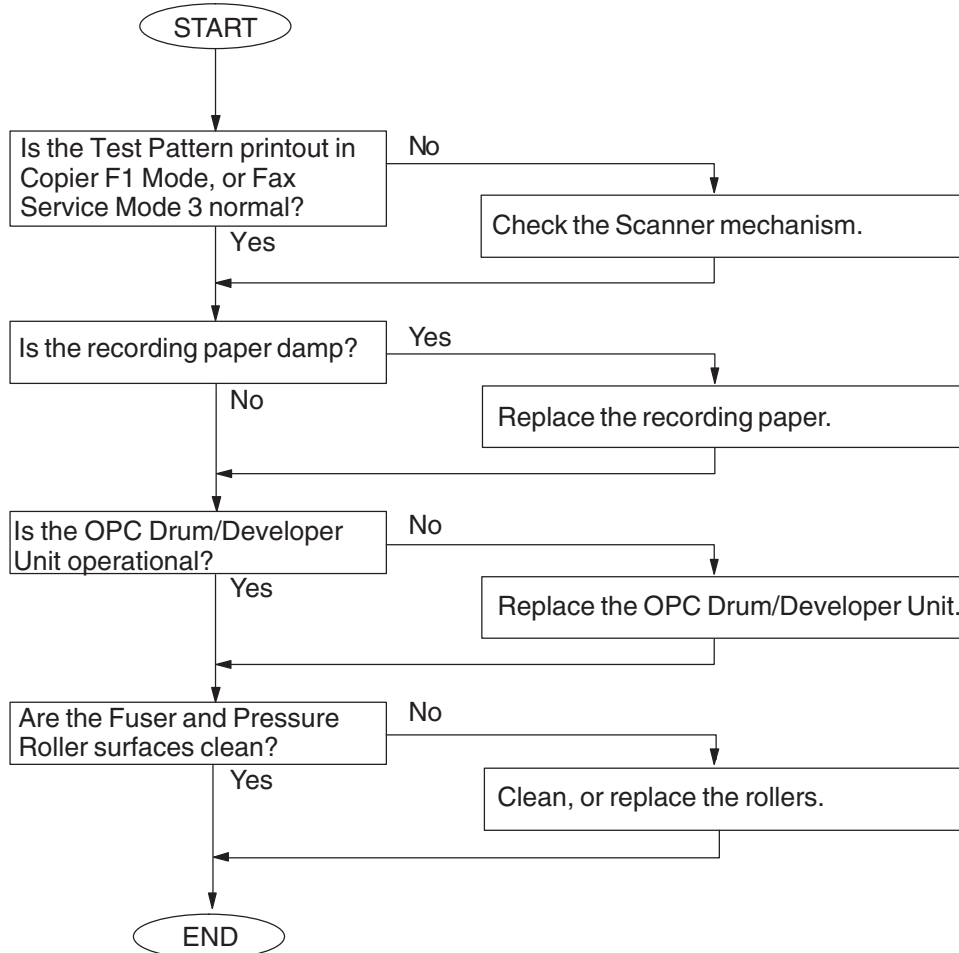 START
Is the Test Pattern printout in
Copier F1 Mode, or Fax
Service Mode 3 normal?
No
Check the Scanner mechanism.
Yes
Is the recording paper damp?
Yes
Replace the recording paper.
No
Is the OPC Drum/Developer
Unit operational?
No
Replace the OPC Drum/Developer Unit.
Yes
Are the Fuser and Pressure
Roller surfaces clean?
No
Clean, or replace the rollers.
Yes
END